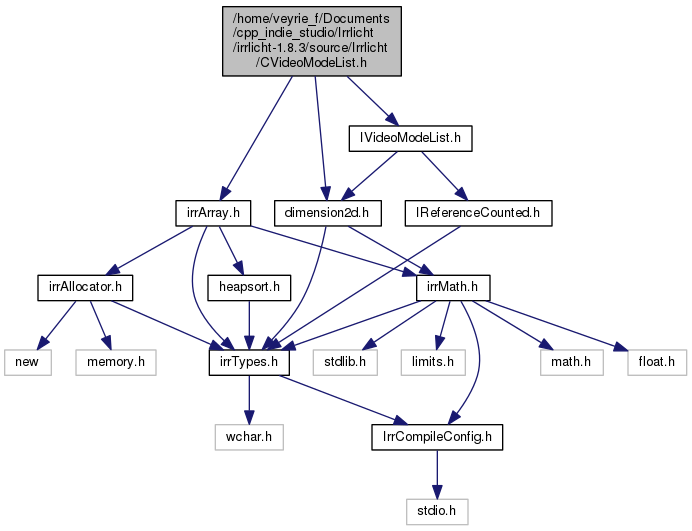 /home/veyrie_f/Documents
/cpp_indie_studio/Irrlicht
/irrlicht-1.8.3/source/Irrlicht
/CVideoModeList.h
IVideoModeList.h
irrArray.h
dimension2d.h
IReferenceCounted.h
irrAllocator.h
heapsort.h
irrMath.h
new
memory.h
irrTypes.h
stdlib.h
limits.h
math.h
float.h
wchar.h
IrrCompileConfig.h
stdio.h